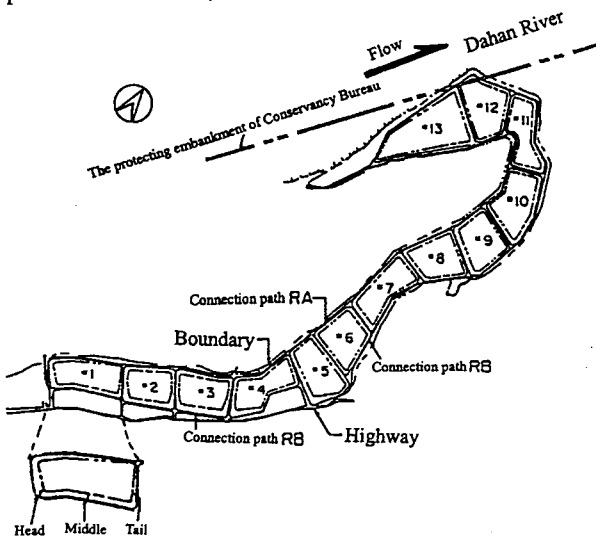 Flow
Dahan River
The protecting embankment of Conservancy Bureau
#12
#11
#13
#10
#9
#8
#7
Connection path RA
#6
Boundary
Connection path RB
#5
#1
#2
#3
#4
Connection path RB
Highway
Head
Middle
Tail